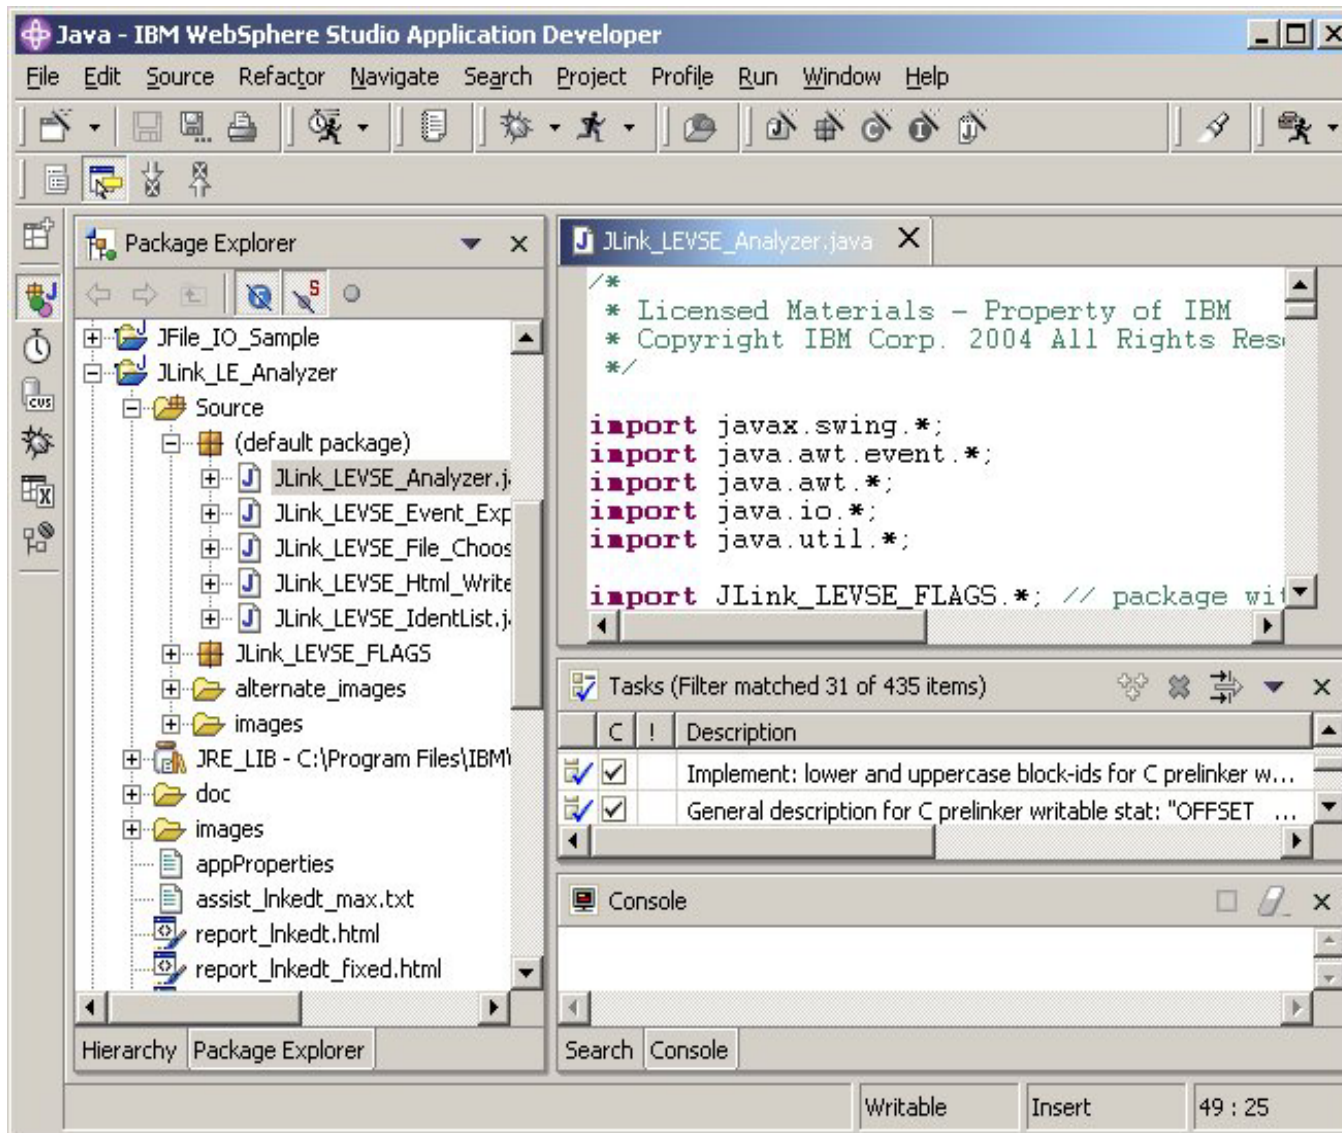 Java - IBM WebSphere Studio Application Developer
File Edit Source Refactor Navigate Search Project Profile Run Window Help
Package Explorer
JFile_IO_Sample
JLink_LE_Analyzer
Source
(default package)
JLink_LEVSE_Analyzer.j
JLink_LEVSE_Event_Exp
JLink_LEVSE_File_Choos
JLink_LEVSE_Html_Write
JLink_LEVSE_IdentList.j
JLink_LEVSE_FLAGS
alternate_images
images
JRE_LIB - C:\Program Files\IBM\
doc
images
appProperties
assist_lnkedt_max.txt
report_lnkedt.html
report_lnkedt_fixed.html
Hierarchy Package Explorer
JLink_LEVSE_Analyzer.java
/*
* Licensed Materials - Property of IBM
* Copyright IBM Corp. 2004 All Rights Res
*/
import javax.swing.*;
import java.awt.event.*;
import java.awt.*;
import java.io.*;
import java.util.*;
import JLink_LEVSE_FLAGS.*; // package wi
Tasks (Filter matched 31 of 435 items)
C ! Description
Implement: lower and uppercase block-ids for C prelinker w...
General description for C prelinker writable stat: "OFFSET ...
Console
Search Console
Writable Insert 49 : 25